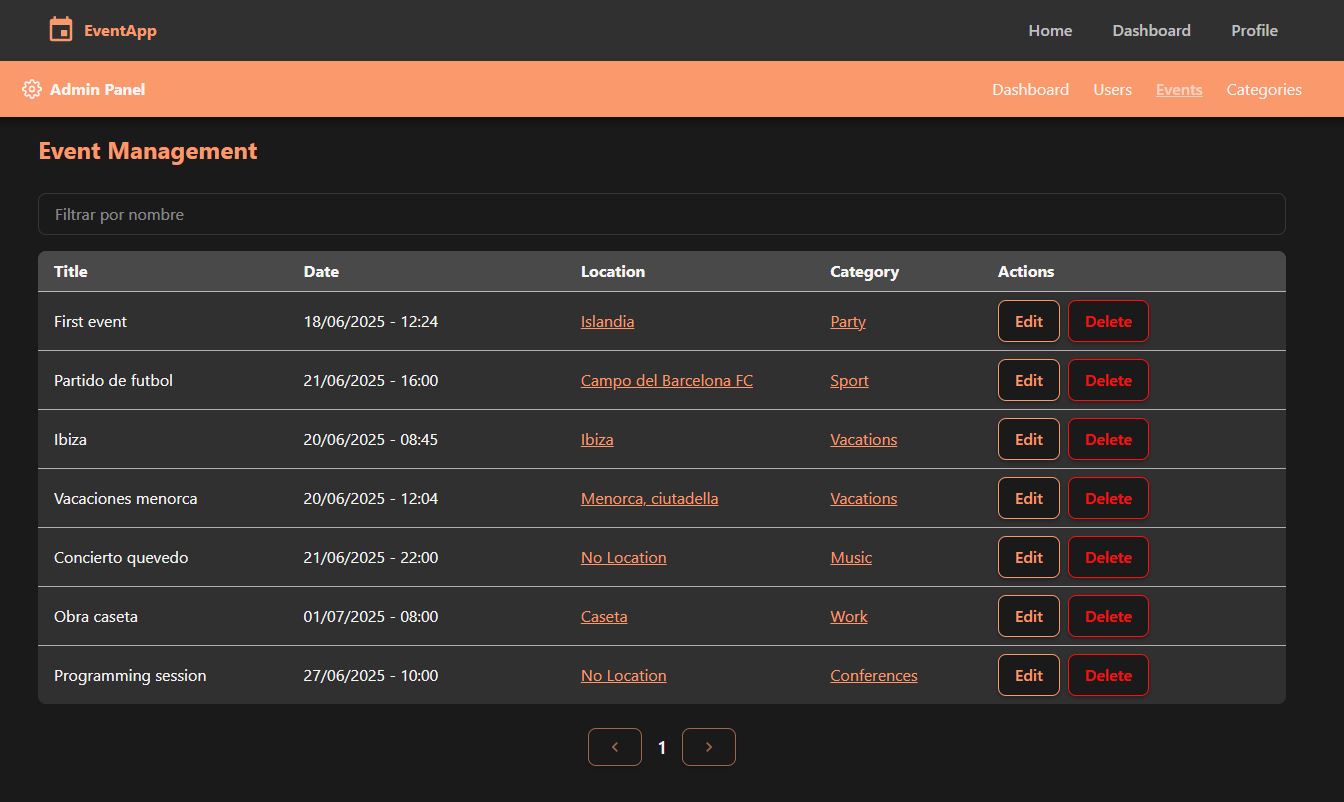 EventApp Home Dashboard Profile
Admin Panel Dashboard Users Events Categories
Event Management
Filtrar por nombre
Title Date Location Category Actions
First event 18/06/2025 - 12:24 Islandia Party Edit Delete
Partido de futbol 21/06/2025 - 16:00 Campo del Barcelona FC Sport Edit Delete
Ibiza 20/06/2025 - 08:45 Ibiza Vacations Edit Delete
Vacaciones menorca 20/06/2025 - 12:04 Menorca, ciutadella Vacations Edit Delete
Concierto quevedo 21/06/2025 - 22:00 No Location Music Edit Delete
Obra caseta 01/07/2025 - 08:00 Caseta Work Edit Delete
Programming session 27/06/2025 - 10:00 No Location Conferences Edit Delete
1